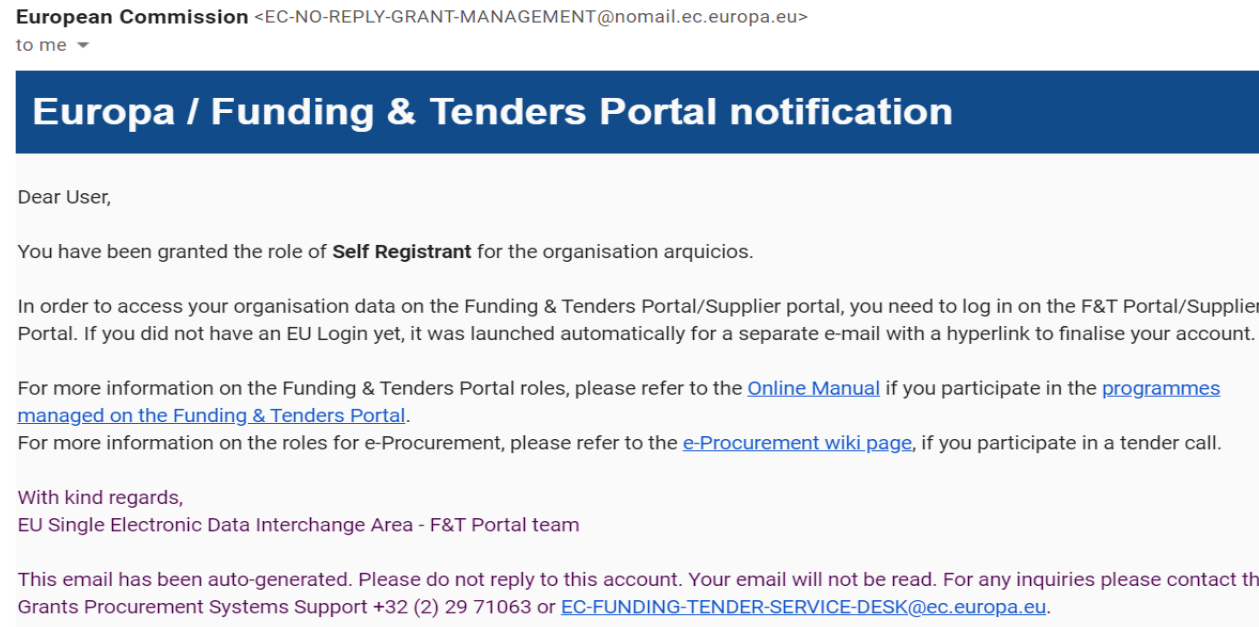 European Commission <EC-NO-REPLY-GRANT-MANAGEMENT@nomail.ec.europa.eu>
to me
Europa / Funding & Tenders Portal notification
Dear User,
You have been granted the role of Self Registrant for the organisation arquicios.
In order to access your organisation data on the Funding & Tenders Portal/Supplier portal, you need to log in on the F&T Portal/Supplier
Portal. If you did not have an EU Login yet, it was launched automatically for a separate e-mail with a hyperlink to finalise your account.
For more information on the Funding & Tenders Portal roles, please refer to the Online Manual if you participate in the programmes
managed on the Funding & Tenders Portal.
For more information on the roles for e-Procurement, please refer to the e-Procurement wiki page, if you participate in a tender call.
With kind regards,
EU Single Electronic Data Interchange Area - F&T Portal team
This email has been auto-generated. Please do not reply to this account. Your email will not be read. For any inquiries please contact th
Grants Procurement Systems Support +32 (2) 29 71063 or EC-FUNDING-TENDER-SERVICE-DESK@ec.europa.eu.